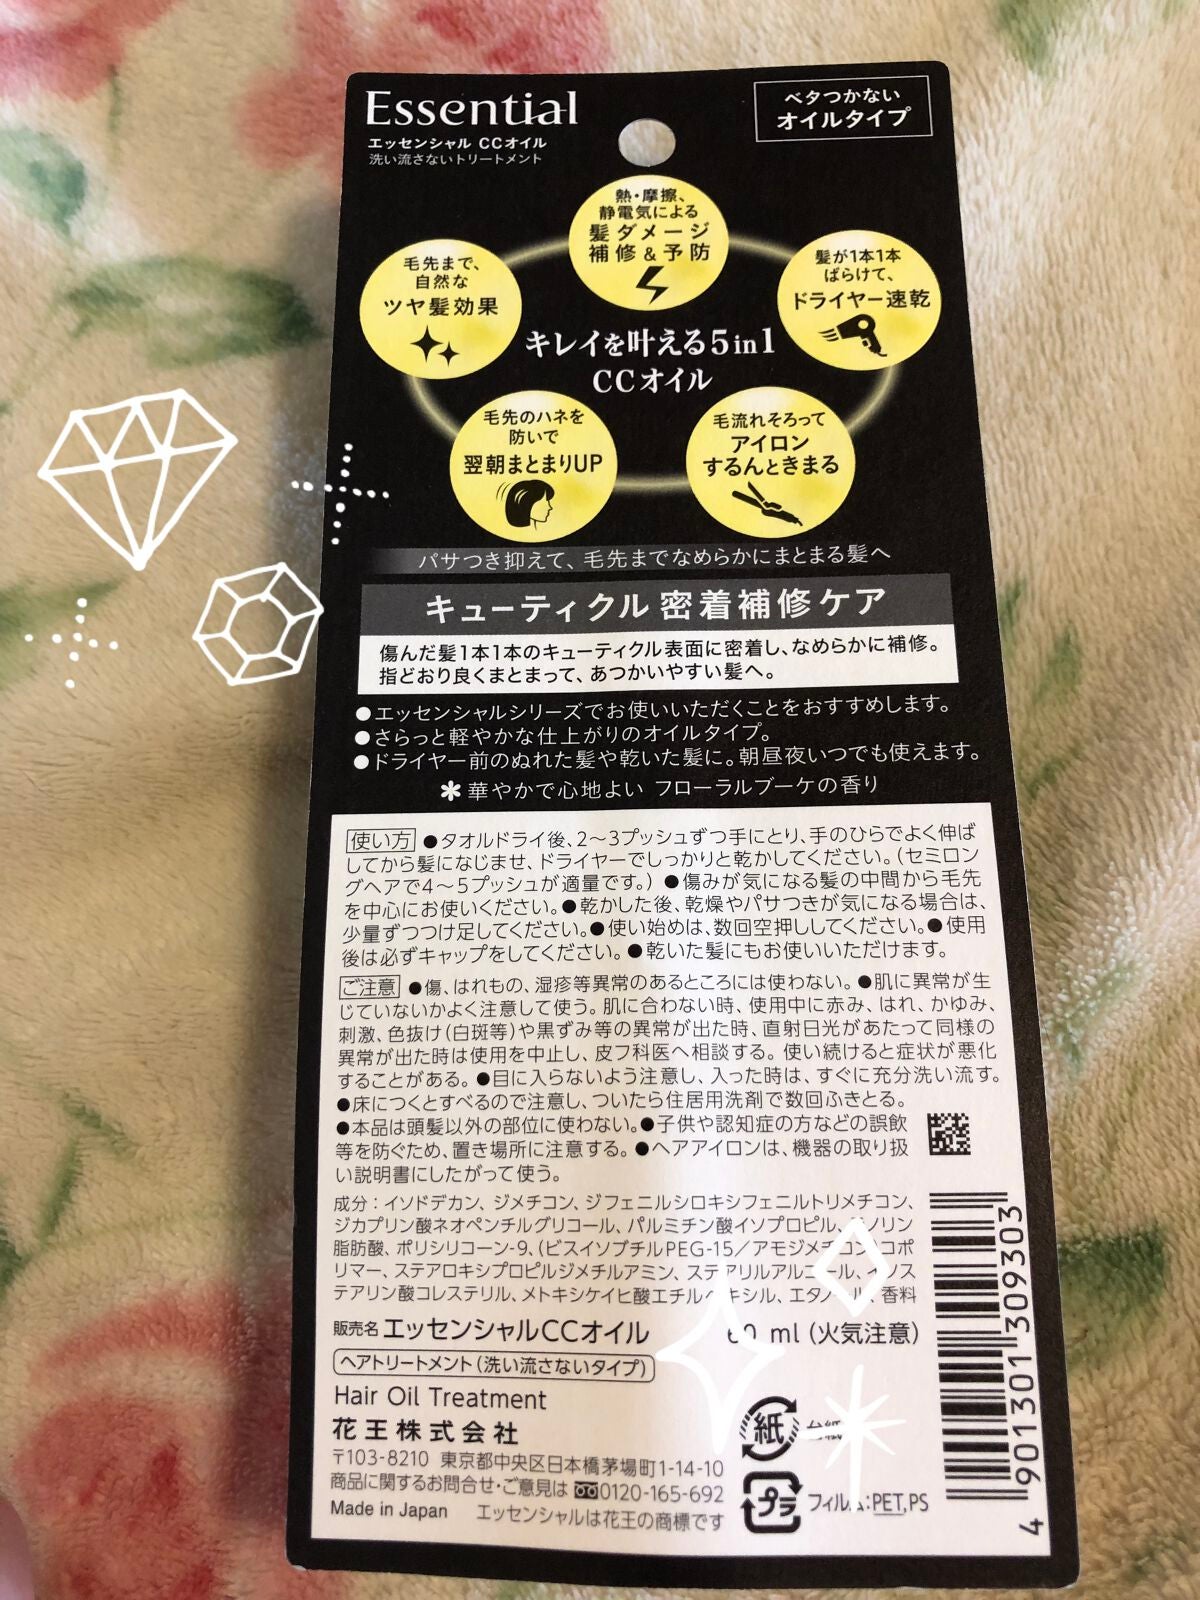 Essential
エッセンシャル CCオイル
洗い流さないトリートメント
ベタつかない
オイルタイプ
熱・摩擦、
静電気による
髪ダメージ
補修&予防
毛先まで、
自然な
ツヤ髪効果
髪が1本1本
ばらけて、
ドライヤー速乾
キレイを叶える5in1
CCオイル
毛先のハネを
防いで
翌朝まとまりUP
毛流れそろって
アイロン
するんときまる
パサつき抑えて、毛先までなめらかにまとまる髪へ
キューティクル密着補修ケア
傷んだ髪1本1本のキューティクル表面に密着し、なめらかに補修。
指どおり良くまとまって、あつかいやすい髪へ。
●エッセンシャルシリーズでお使いいただくことをおすすめします。
●さらっと軽やかな仕上がりのオイルタイプ。
●ドライヤー前のぬれた髪や乾いた髪に。朝昼夜いつでも使えます。
✻華やかで心地よい フローラルブーケの香り
使い方 ●タオルドライ後、2〜3プッシュずつ手にとり、手のひらでよく伸ば
してから髪になじませ、ドライヤーでしっかりと乾かしてください。(セミロン
グヘアで4〜5プッシュが適量です。) ●傷みが気になる髪の中間から毛先
を中心にお使いください。●乾かした後、乾燥やパサつきが気になる場合は、
少量ずつつけ足してください。●使い始めは、数回空押ししてください。●使用
後は必ずキャップをしてください。●乾いた髪にもお使いいただけます。
ご注意 ●傷、はれもの、湿疹等異常のあるところには使わない。●肌に異常が生
じていないかよく注意して使う。肌に合わない時、使用中に赤み、はれ、かゆみ、
刺激、色抜け(白斑等)や黒ずみ等の異常が出た時、直射日光があたって同様の
異常が出た時は使用を中止し、皮フ科医へ相談する。使い続けると症状が悪化
することがある。●目に入らないよう注意し、入った時は、すぐに充分洗い流す。
●床につくとすべるので注意し、ついたら住居用洗剤で数回ふきとる。
●本品は頭髪以外の部位に使わない。●子供や認知症の方などの誤飲
等を防ぐため、置き場所に注意する。●ヘアアイロンは、機器の取り扱
い説明書にしたがって使う。
成分:イソドデカン、ジメチコン、ジフェニルシロキシフェニルトリメチコン、
ジカプリン酸ネオペンチルグリコール、パルミチン酸イソプロピル、
脂肪酸、ポリシリコーン-9、(ビスイソブチルPEG-15/アモジメチコン)コポ
リマー、ステアロキシプロピルジメチルアミン、ステアリルアルコール、イソス
テアリン酸コレステリル、メトキシケイヒ酸エチルヘキシル、エタノール、香料
販売名 エッセンシャルCCオイル 60 ml (火気注意)
ヘアトリートメント(洗い流さないタイプ)
Hair Oil Treatment
花王株式会社
〒103-8210 東京都中央区日本橋茅場町1-14-10
商品に関するお問合せ・ご意見は 0120-165-692
Made in Japan エッセンシャルは花王の商標です
紙 台紙
プラ フィルム:PET,PS
4 901301 309303